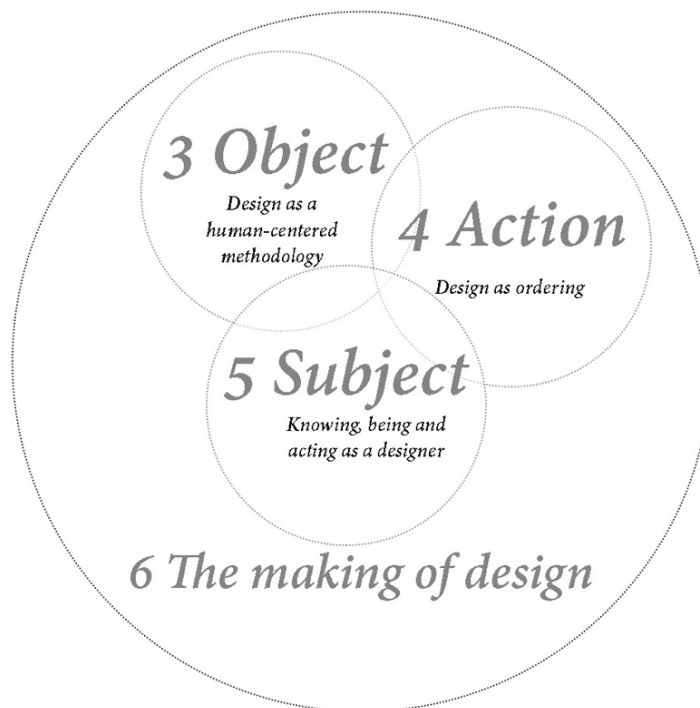 3 Object
Design as a
human-centered
methodology
4 Action
Design as ordering
5 Subject
Knowing, being and
acting as a designer
6 The making of design